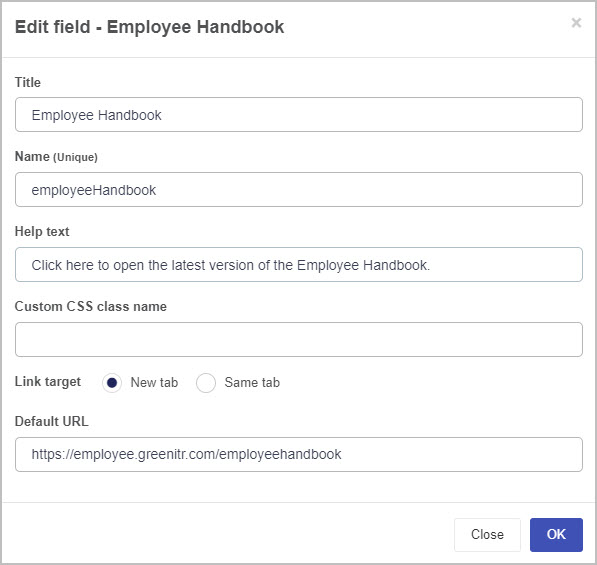 Edit field - Employee Handbook
×
Title
Employee Handbook
Name (Unique)
employeeHandbook
Help text
Click here to open the latest version of the Employee Handbook.
Custom CSS class name
Link target New tab Same tab
Default URL
https://employee.greenitr.com/employeehandbook
Close OK